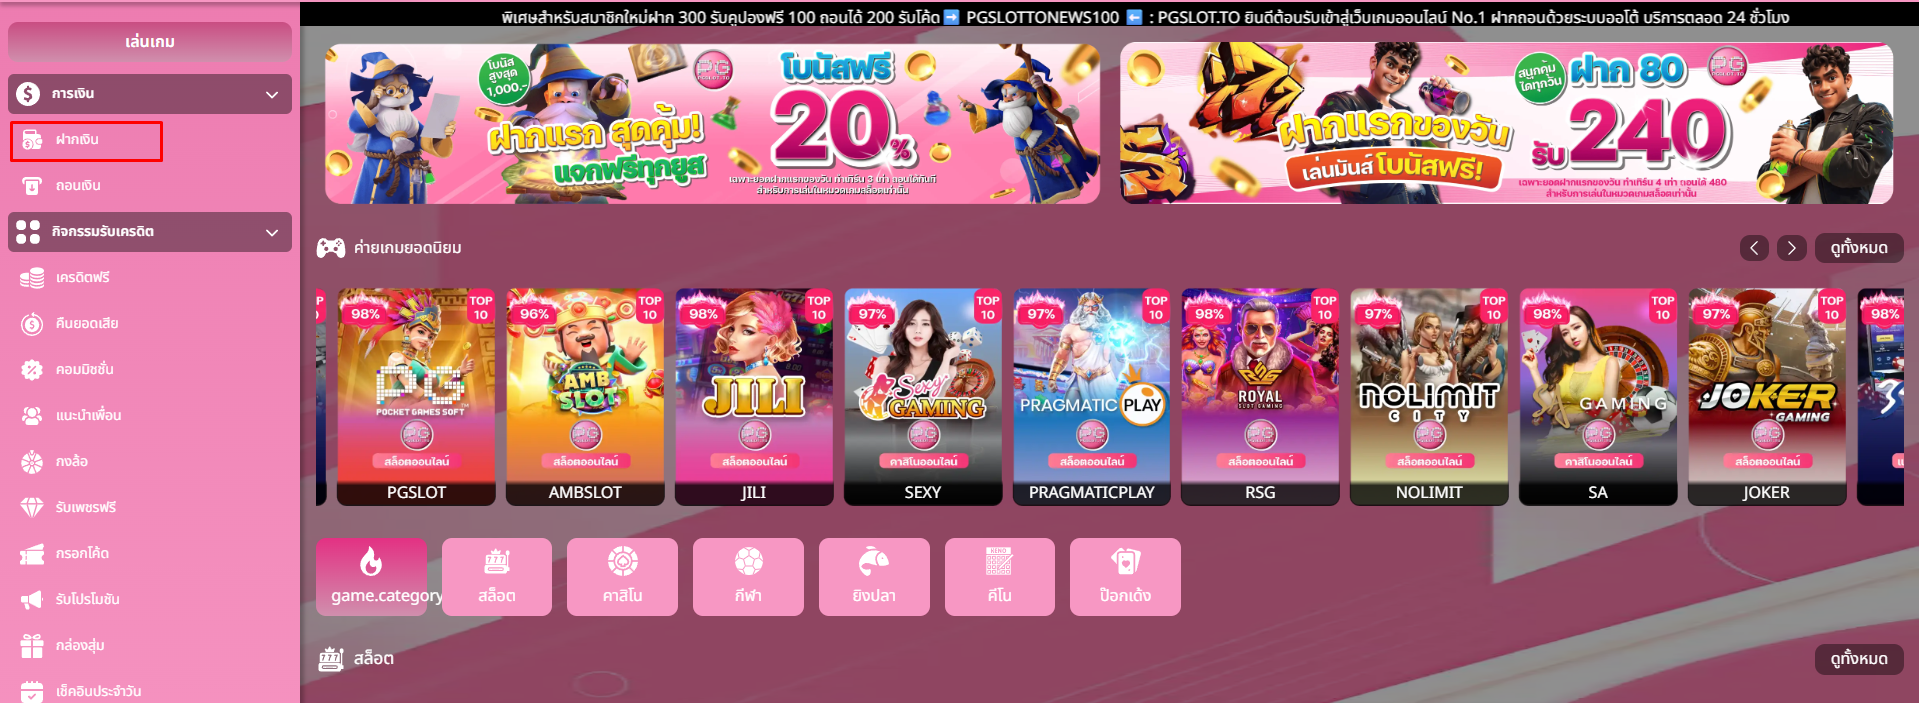 พิเศษสำหรับสมาชิกใหม่ฝาก 300 รับคูปองฟรี 100 ถอนได้ 200 รับโค้ด➡️ PGSLOTTONEWS100 ⬅️ : PGSLOT.TO ยินดีต้อนรับเข้าสู่เว็บเกมออนไลน์ No.1 ฝากถอนด้วยระบบออโต้ บริการตลอด 24 ชั่วโมง
เล่นเกม
การเงิน
ฝากเงิน
ถอนเงิน
กิจกรรมรับเครดิต
เครดิตฟรี
คืนยอดเสีย
คอมมิชชั่น
แนะนำเพื่อน
กงล้อ
รับเพชรฟรี
กรอกโค้ด
รับโปรโมชัน
กล่องสุ่ม
เช็คอินประจำวัน
โบนัส
สูงสุด
1,000.-
PG
PGSLOT.TO
โบนัสฟรี
20%
ฝากแรก สุดคุ้ม!
แจกฟรีทุกยูส
เฉพาะยอดฝากแรกของวัน ทำเทิร์น 3 เท่า ถอนได้ทันที
สำหรับการเล่นในหมวดเกมสล็อตเท่านั้น
สนุกคุ้ม
ได้ทุกวัน
ฝาก 80
PG
PGSLOT.TO
รับ 240
ฝากแรกของวัน
เล่นมันส์ โบนัสฟรี!
เฉพาะยอดฝากแรกของวัน ทำเทิร์น 4 เท่า ถอนได้ 480
สำหรับการเล่นในหมวดเกมสล็อตเท่านั้น
ค่ายเกมยอดนิยม
ดูทั้งหมด
98% TOP 10
PG
POCKET GAMES SOFT™
PG
สล็อตออนไลน์
PGSLOT
96% TOP 10
AMB
SLOT
PG
สล็อตออนไลน์
AMBSLOT
98% TOP 10
JILI
PG
สล็อตออนไลน์
JILI
97% TOP 10
Sexy
GAMING
PG
คาสิโนออนไลน์
SEXY
97% TOP 10
PRAGMATIC PLAY
PG
สล็อตออนไลน์
PRAGMATICPLAY
98% TOP 10
ROYAL
SLOT GAMING
PG
สล็อตออนไลน์
RSG
97% TOP 10
NOLIMIT
CITY
PG
สล็อตออนไลน์
NOLIMIT
98% TOP 10
GAMING
PG
คาสิโนออนไลน์
SA
97% TOP 10
JOKER
GAMING
PG
สล็อตออนไลน์
JOKER
98%
game.category
สล็อต
คาสิโน
กีฬา
ยิงปลา
KENO
คีโน
ป๊อกเด้ง
777
สล็อต
ดูทั้งหมด